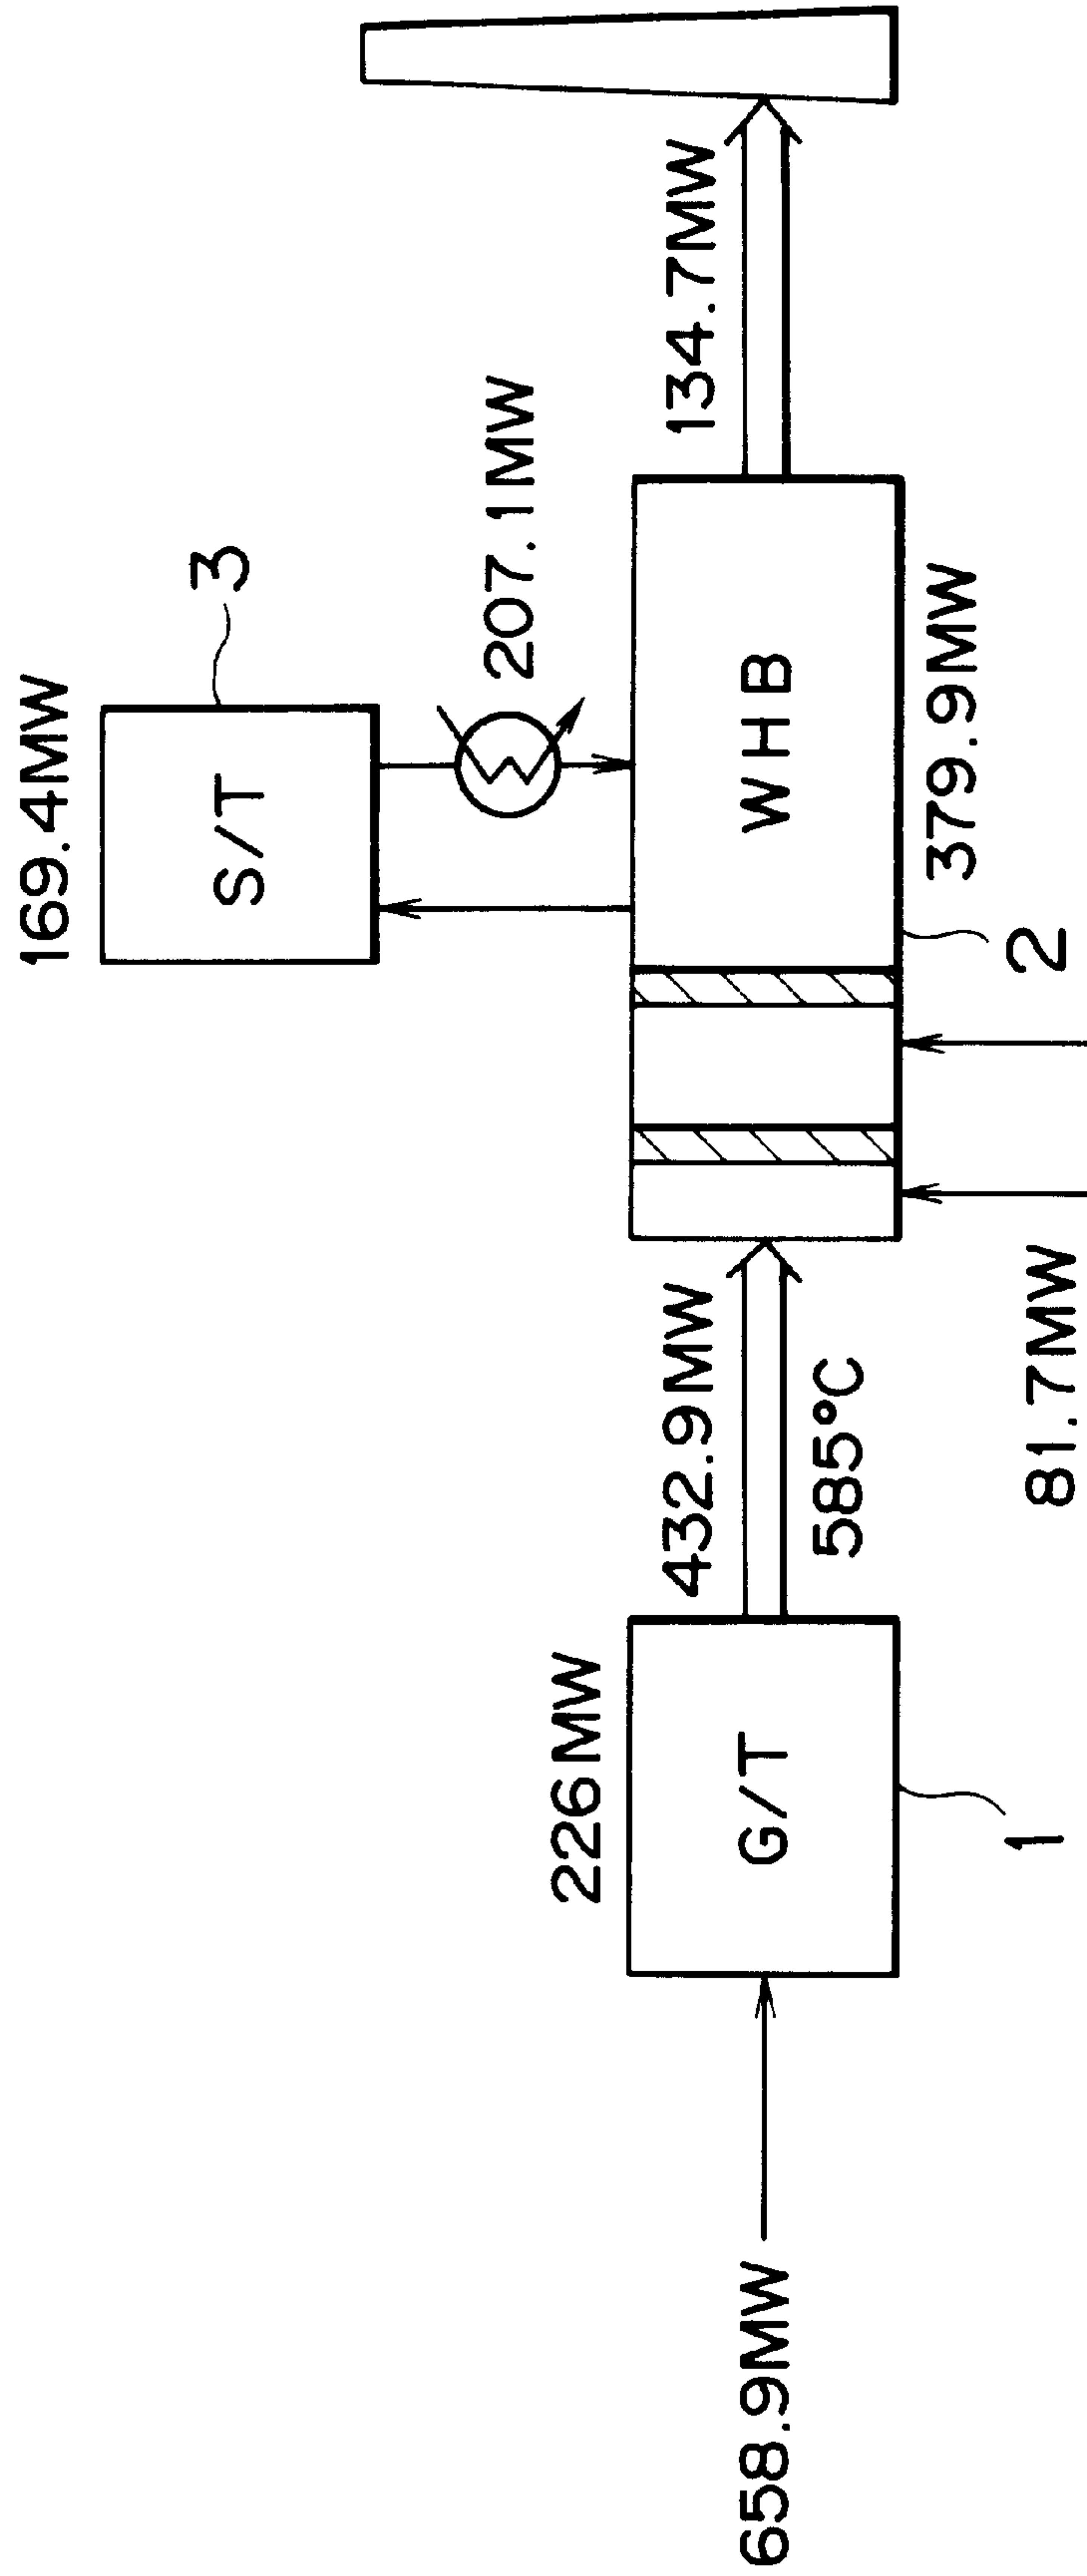 169.4MW
3
S/T
207.1MW
226MW
432.9MW
134.7MW
658.9MW
G/T
WHB
585°C
379.9MW
1
81.7MW
2